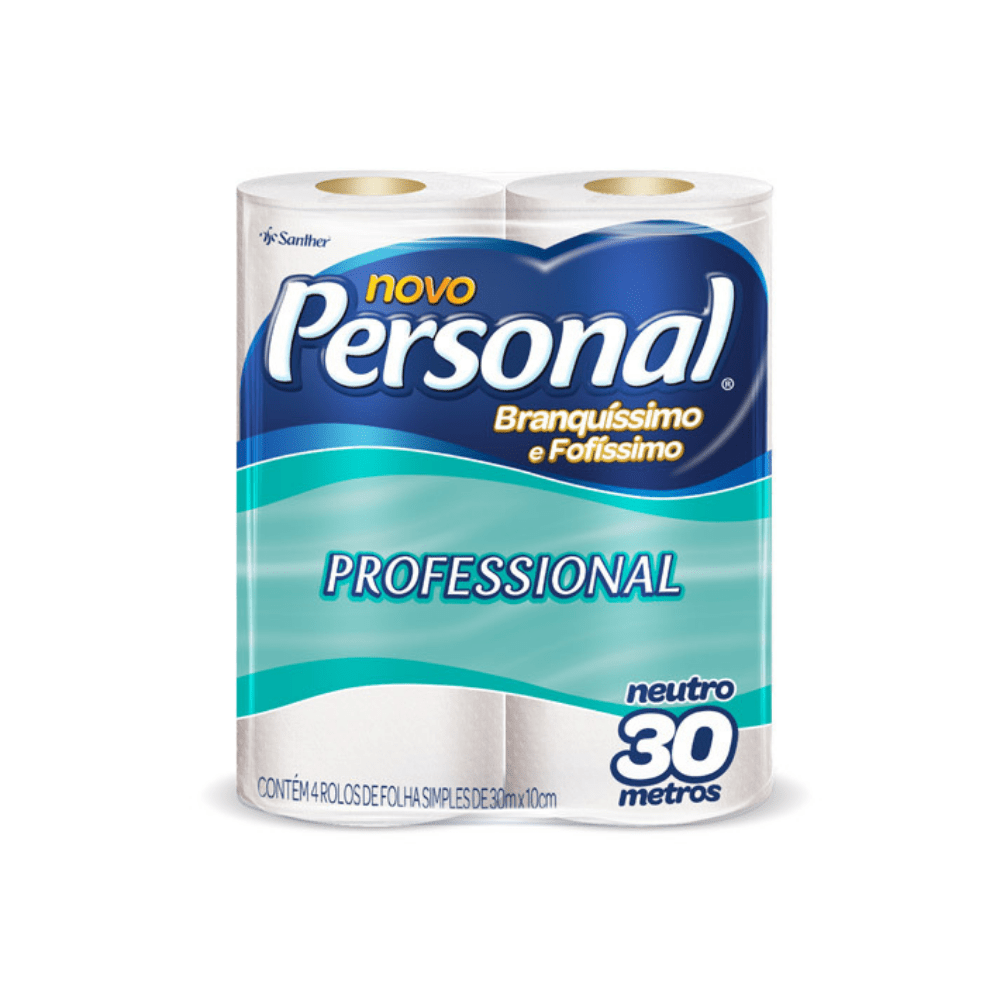 Santher
novo
Personal®
Branquíssimo
e Fofíssimo
PROFESSIONAL
neutro
30
metros
CONTÉM 4 ROLOS DE FOLHA SIMPLES DE 30m x 10cm